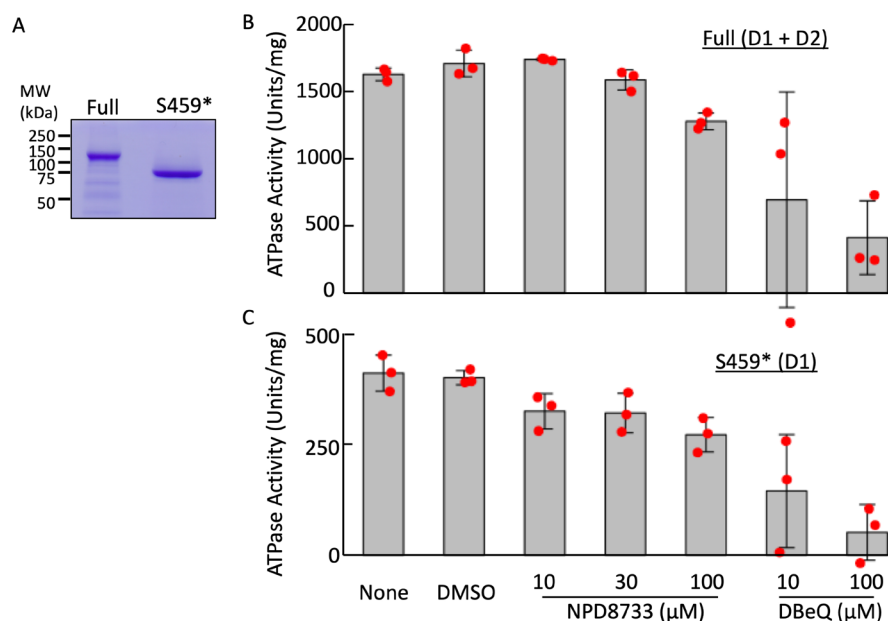 A
MW
(kDa)
Full
S459*
250
150
100
75
50
B
Full (D1 + D2)
ATPase Activity (Units/mg)
2000
1500
1000
500
0
C
S459* (D1)
ATPase Activity (Units/mg)
500
250
0
None
DMSO
10
30
100
10
100
NPD8733 (μM)
DBeQ (μM)